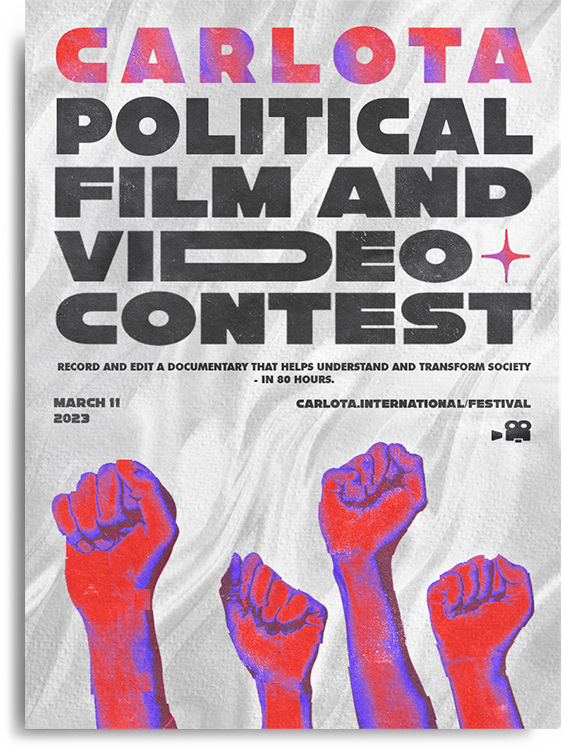 CARLOTA
POLITICAL
FILM AND
VIDEO
CONTEST
RECORD AND EDIT A DOCUMENTARY THAT HELPS UNDERSTAND AND TRANSFORM SOCIETY
- IN 80 HOURS.
MARCH 11
2023
CARLOTA.INTERNATIONAL/FESTIVAL